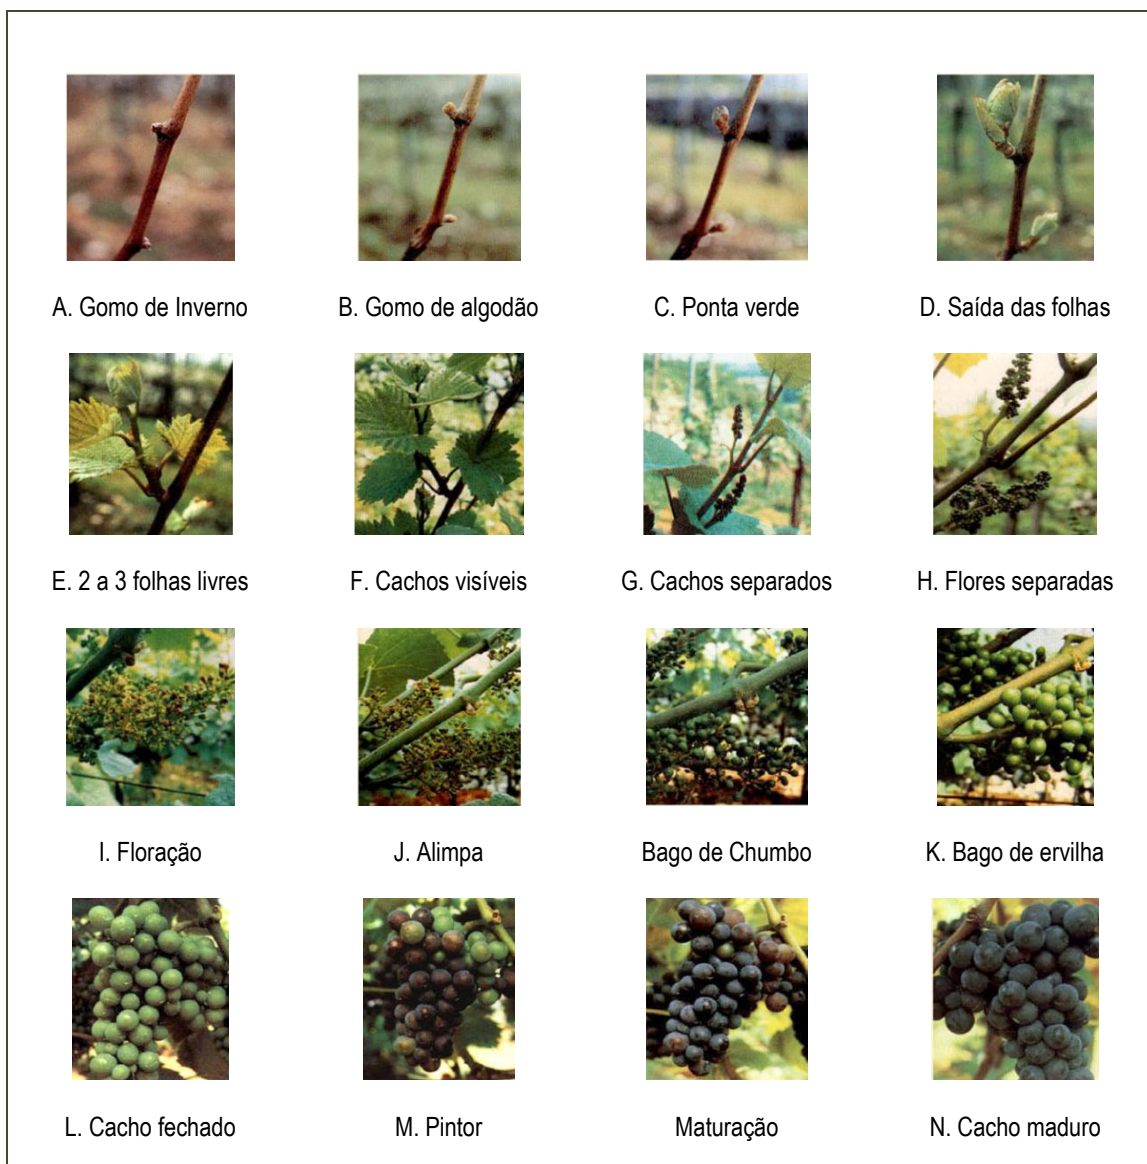 A. Gomo de Inverno
B. Gomo de algodão
C. Ponta verde
D. Saída das folhas
E. 2 a 3 folhas livres
F. Cachos visíveis
G. Cachos separados
H. Flores separadas
I. Floração
J. Alimpa
Bago de Chumbo
K. Bago de ervilha
L. Cacho fechado
M. Pintor
Maturação
N. Cacho maduro